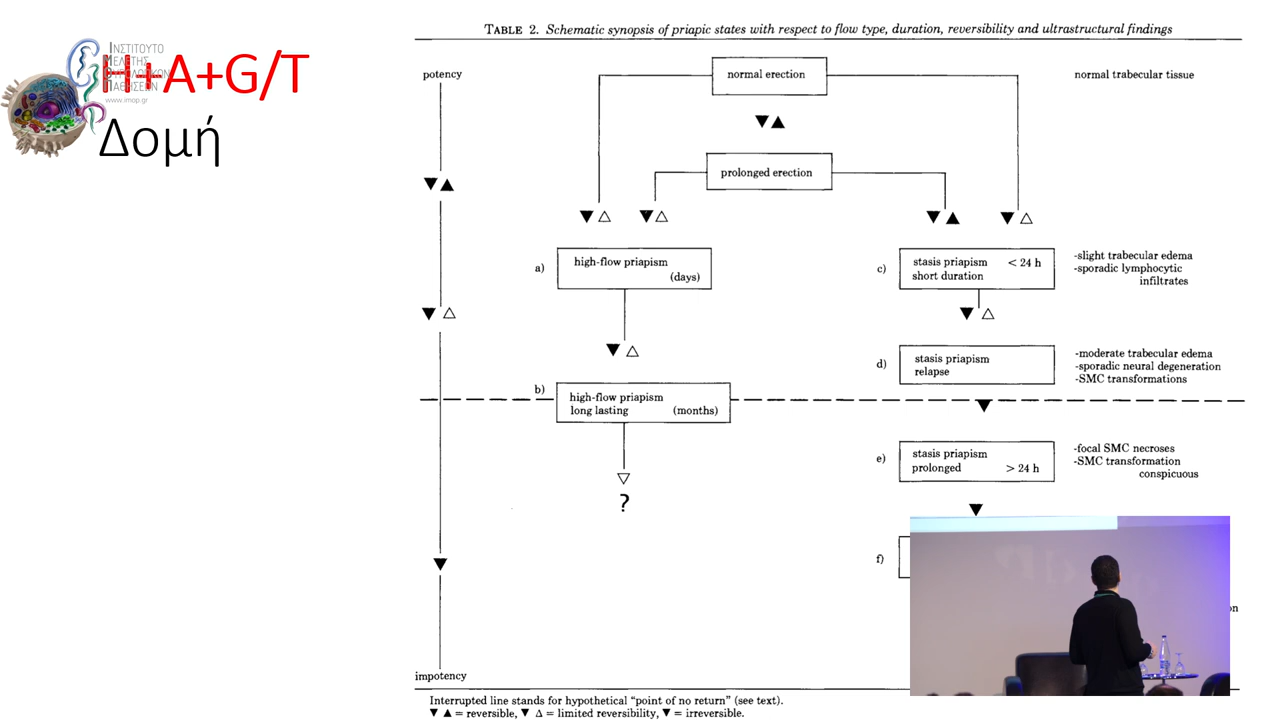 ΙΝΣΤΙΤΟΥΤΟ
ΜΕΛΕΤΗΣ
ΟΥΡΟΛΟΓΙΚΩΝ
ΠΑΘΗΣΕΩΝ
www.imop.gr
H+A+G/T
Δομή
TABLE 2. Schematic synopsis of priapic states with respect to flow type, duration, reversibility and ultrastructural findings
potency
normal erection
normal trabecular tissue
▼▲
prolonged erection
▼▲
▼△ ▼△
▼▲ ▼△
a)
high-flow priapism
(days)
c)
stasis priapism < 24 h
short duration
-slight trabecular edema
-sporadic lymphocytic
infiltrates
▼△
▼△
▼△
d)
stasis priapism
relapse
-moderate trabecular edema
-sporadic neural degeneration
-SMC transformations
b)
high-flow priapism
long lasting (months)
▼
e)
stasis priapism
prolonged > 24 h
-focal SMC necroses
-SMC transformation
conspicuous
▽
?
▼
f)
▼
impotency
Interrupted line stands for hypothetical "point of no return" (see text).
▼ ▲ = reversible, ▼ △ = limited reversibility, ▼ = irreversible.